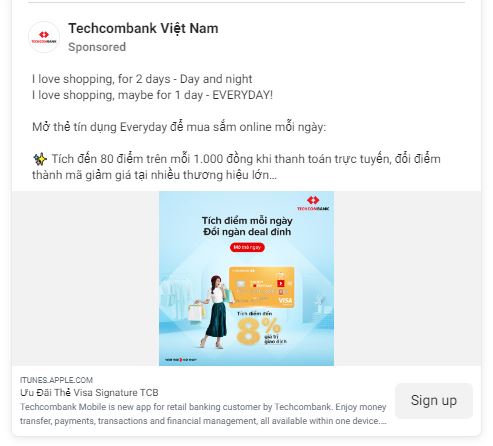 Techcombank Việt Nam
Sponsored
I love shopping, for 2 days - Day and night
I love shopping, maybe for 1 day - EVERYDAY!
Mở thẻ tín dụng Everyday để mua sắm online mỗi ngày:
✨ Tích đến 80 điểm trên mỗi 1.000 đồng khi thanh toán trực tuyến, đổi điểm
thành mã giảm giá tại nhiều thương hiệu lớn...
TECHCOMBANK
Tích điểm mỗi ngày
Đổi ngàn deal đỉnh
Mở thẻ ngay
VISA
Tích điểm đến
8% giá trị
giao dịch
ITUNES.APPLE.COM
Ưu Đãi Thẻ Visa Signature TCB
Techcombank Mobile is new app for retail banking customer by Techcombank. Enjoy money
transfer, payments, transactions and financial management, all available within one device....
Sign up